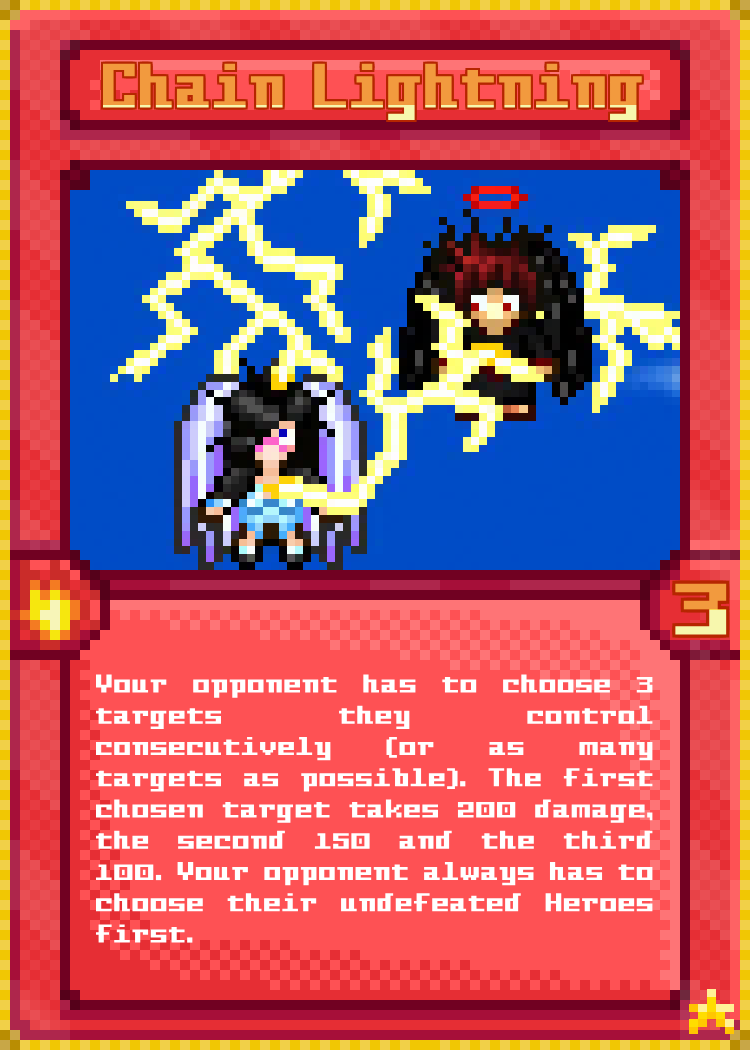 Chain Lightning
3
Your opponent has to choose 3
targets they control
consecutively (or as many
targets as possible). The first
chosen target takes 200 damage,
the second 150 and the third
100. Your opponent always has to
choose their undefeated Heroes
first.